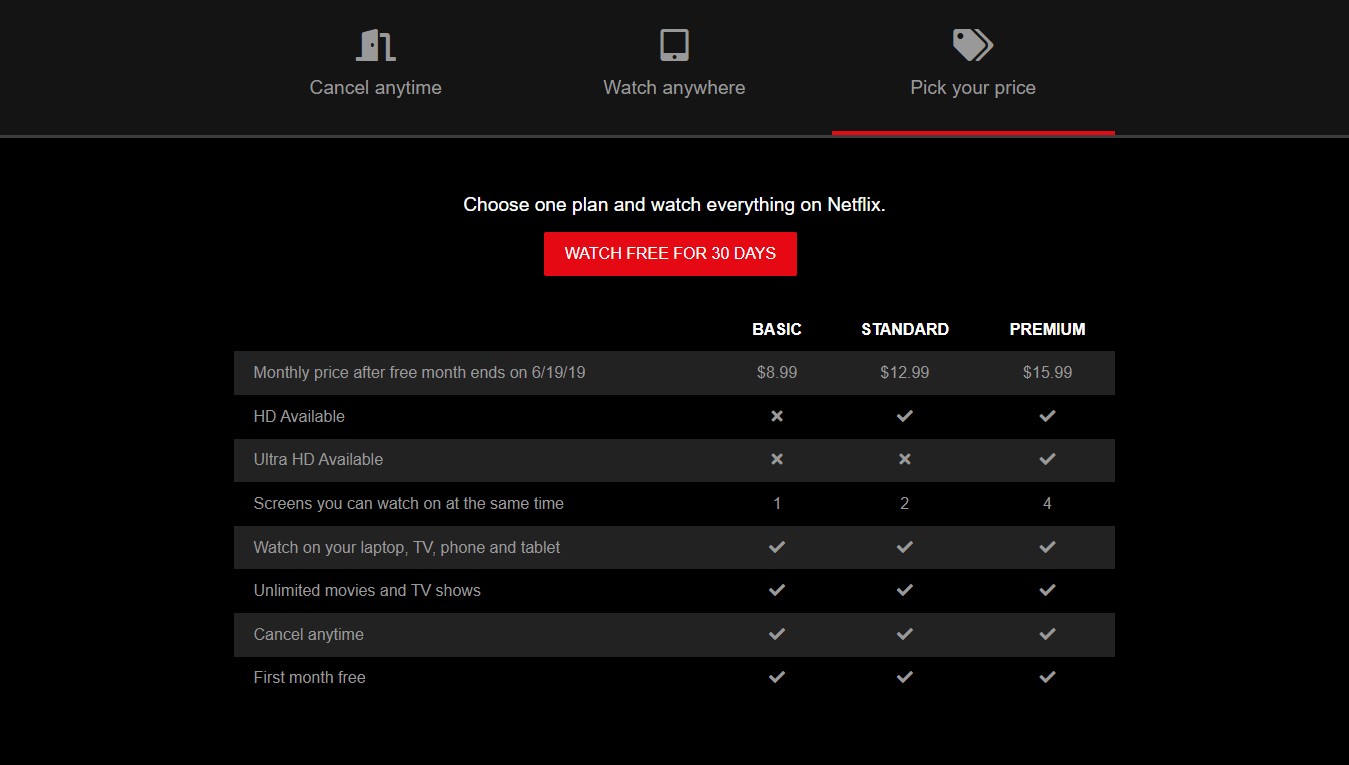 Cancel anytime Watch anywhere Pick your price
Choose one plan and watch everything on Netflix.
WATCH FREE FOR 30 DAYS
BASIC STANDARD PREMIUM
Monthly price after free month ends on 6/19/19 $8.99 $12.99 $15.99
HD Available
Ultra HD Available
Screens you can watch on at the same time 1 2 4
Watch on your laptop, TV, phone and tablet
Unlimited movies and TV shows
Cancel anytime
First month free